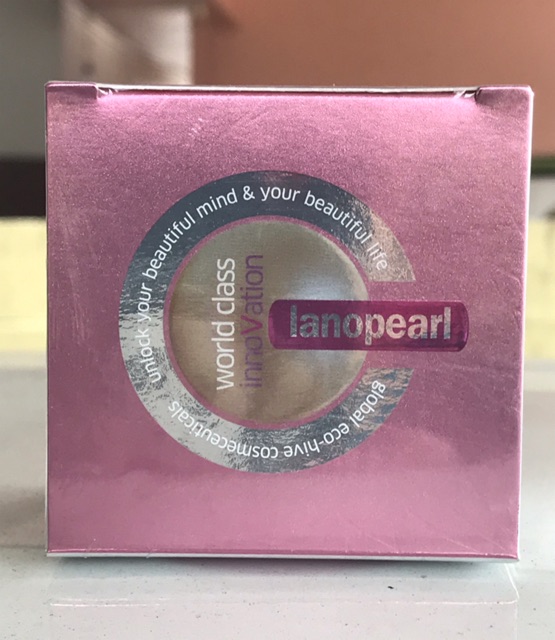 unlock your beautiful mind & your beautiful life
world class
innoVation
lanopearl
global eco-hive cosmeceuticals